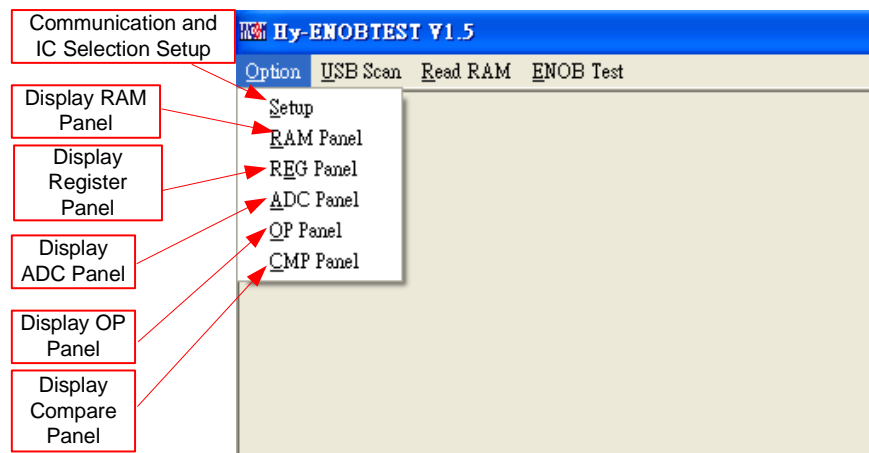 Communication and
IC Selection Setup
Display RAM
Panel
Display
Register
Panel
Display
ADC Panel
Display OP
Panel
Display
Compare
Panel
Hy-ENOBTEST V1.5
Option USB Scan Read RAM ENOB Test
Setup
RAM Panel
REG Panel
ADC Panel
OP Panel
CMP Panel